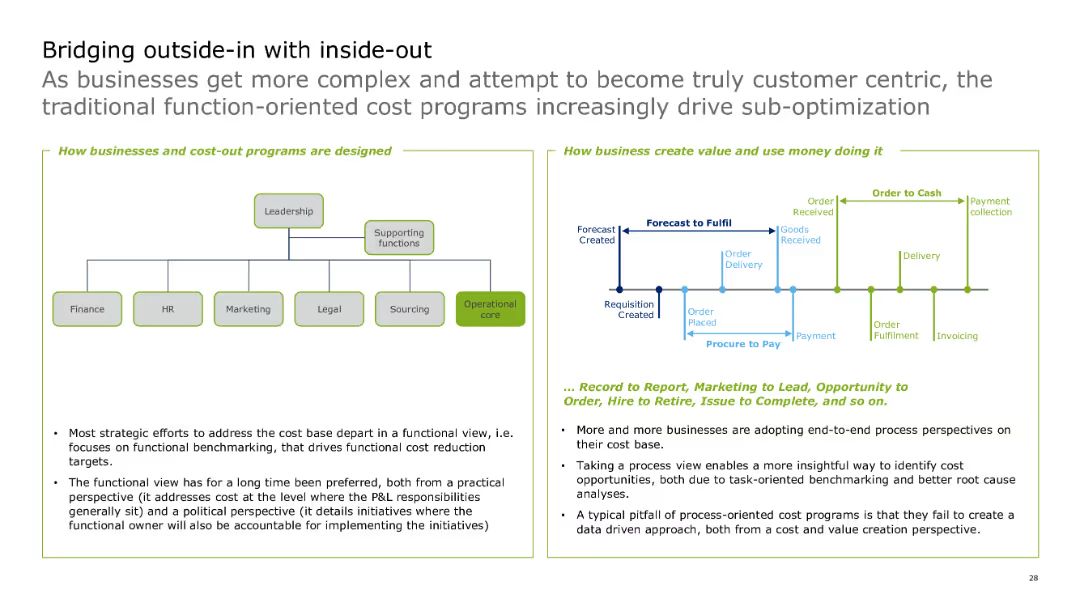 Bridging outside-in with inside-out
As businesses get more complex and attempt to become truly customer centric, the
traditional function-oriented cost programs increasingly drive sub-optimization
How businesses and cost-out programs are designed
Leadership
Supporting
functions
Finance
HR
Marketing
Legal
Sourcing
Operational
core
• Most strategic efforts to address the cost base depart in a functional view, i.e.
focuses on functional benchmarking, that drives functional cost reduction
targets.
• The functional view has for a long time been preferred, both from a practical
perspective (it addresses cost at the level where the P&L responsibilities
generally sit) and a political perspective (it details initiatives where the
functional owner will also be accountable for implementing the initiatives)
How business create value and use money doing it
Order to Cash
Order
Received
Payment
collection
Forecast to Fulfil
Forecast
Created
Goods
Received
Order
Delivery
Delivery
Requisition
Created
Order
Placed
Procure to Pay
Payment
Order
Fulfilment
Invoicing
... Record to Report, Marketing to Lead, Opportunity to
Order, Hire to Retire, Issue to Complete, and so on.
• More and more businesses are adopting end-to-end process perspectives on
their cost base.
• Taking a process view enables a more insightful way to identify cost
opportunities, both due to task-oriented benchmarking and better root cause
analyses.
• A typical pitfall of process-oriented cost programs is that they fail to create a
data driven approach, both from a cost and value creation perspective.
28